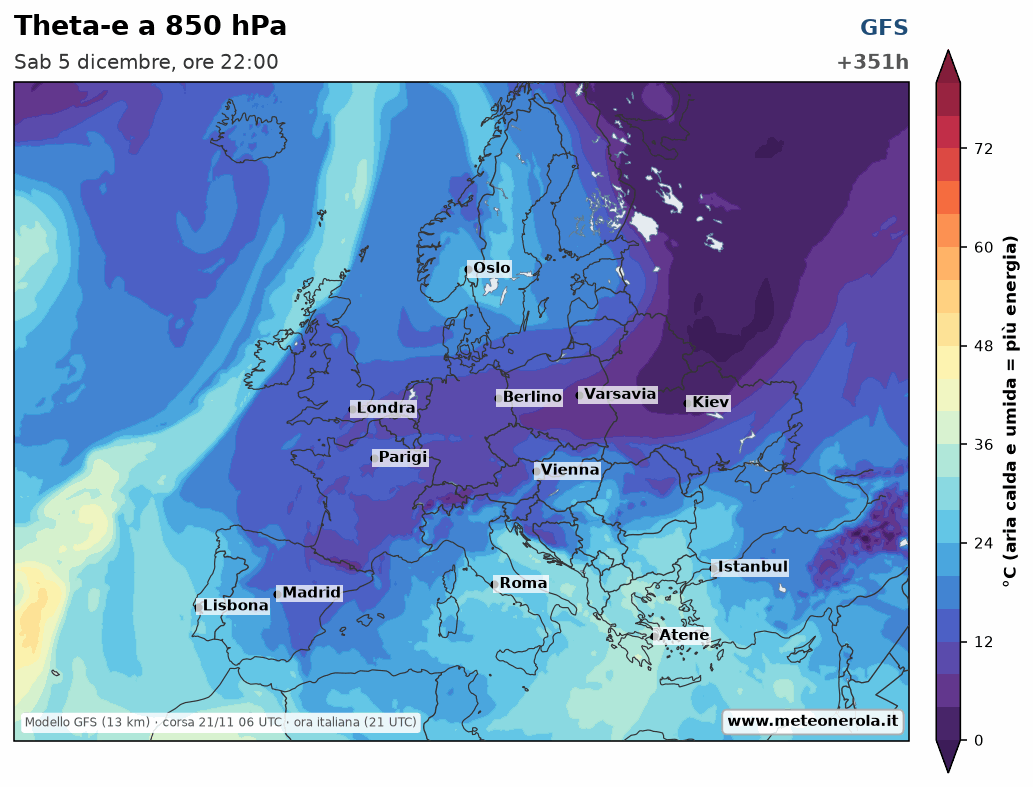 Theta-e a 850 hPa
GFS
Sab 5 dicembre, ore 22:00
+351h
72
60
48
36
24
12
0
°C (aria calda e umida = più energia)
Oslo
Berlino
Varsavia
Kiev
Londra
Parigi
Vienna
Istanbul
Roma
Madrid
Lisbona
Atene
Modello GFS (13 km) · corsa 21/11 06 UTC · ora italiana (21 UTC)
www.meteonerola.it